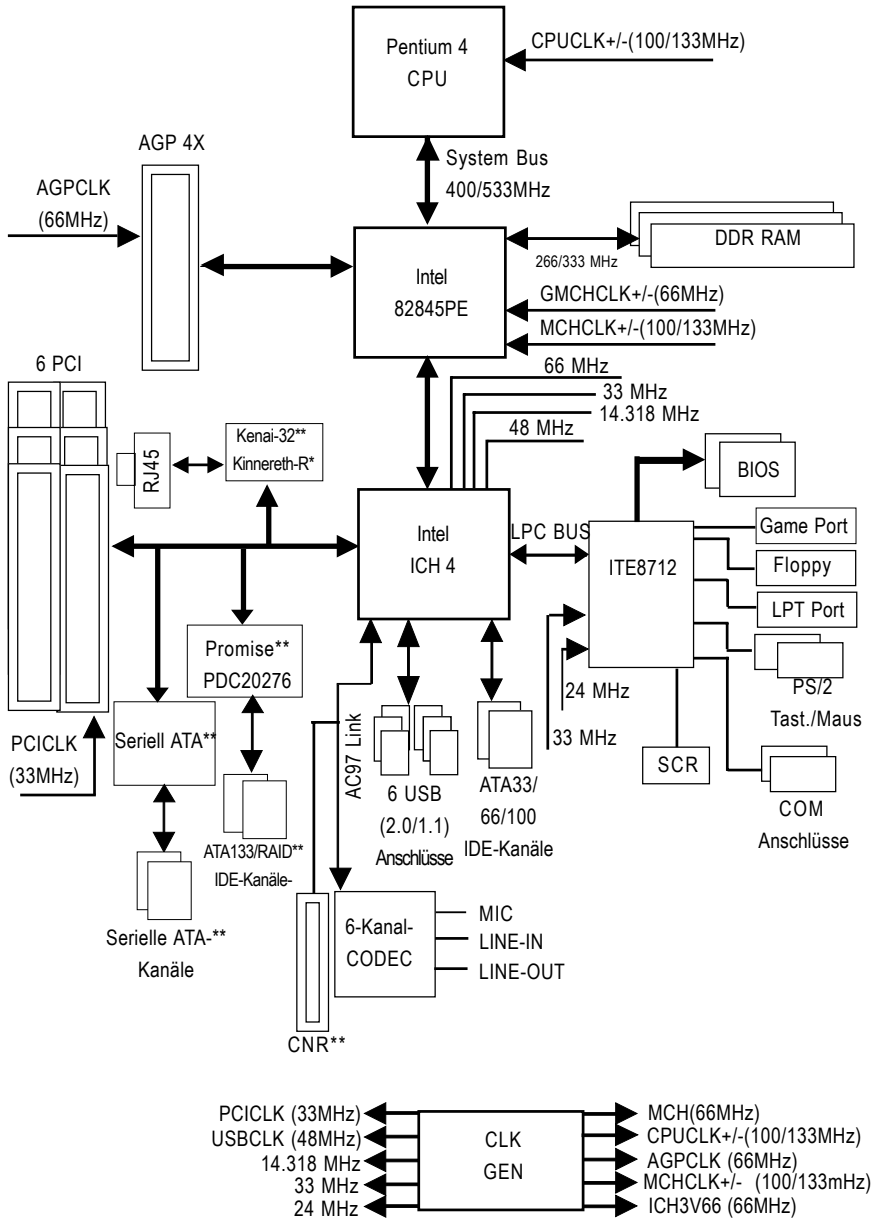 Pentium 4
CPU
CPUCLK+/-(100/133MHz)
System Bus
400/533MHz
AGP 4X
AGPCLK
(66MHz)
DDR RAM
266/333 MHz
Intel
82845PE
GMCHCLK+/-(66MHz)
MCHCLK+/-(100/133MHz)
66 MHz
33 MHz
14.318 MHz
48 MHz
6 PCI
RJ45
Kenai-32**
Kinnereth-R*
BIOS
Intel
ICH 4
LPC BUS
ITE8712
Game Port
Floppy
LPT Port
PS/2
Tast./Maus
24 MHz
33 MHz
SCR
COM
Anschlüsse
Promise**
PDC20276
PCICLK
(33MHz)
Seriell ATA**
AC97 Link
6 USB
(2.0/1.1)
Anschlüsse
ATA33/
66/100
IDE-Kanäle
ATA133/RAID**
IDE-Kanäle-
Serielle ATA-**
Kanäle
6-Kanal-
CODEC
MIC
LINE-IN
LINE-OUT
CNR**
PCICLK (33MHz)
USBCLK (48MHz)
14.318 MHz
33 MHz
24 MHz
CLK
GEN
MCH(66MHz)
CPUCLK+/-(100/133MHz)
AGPCLK (66MHz)
MCHCLK+/- (100/133mHz)
ICH3V66 (66MHz)